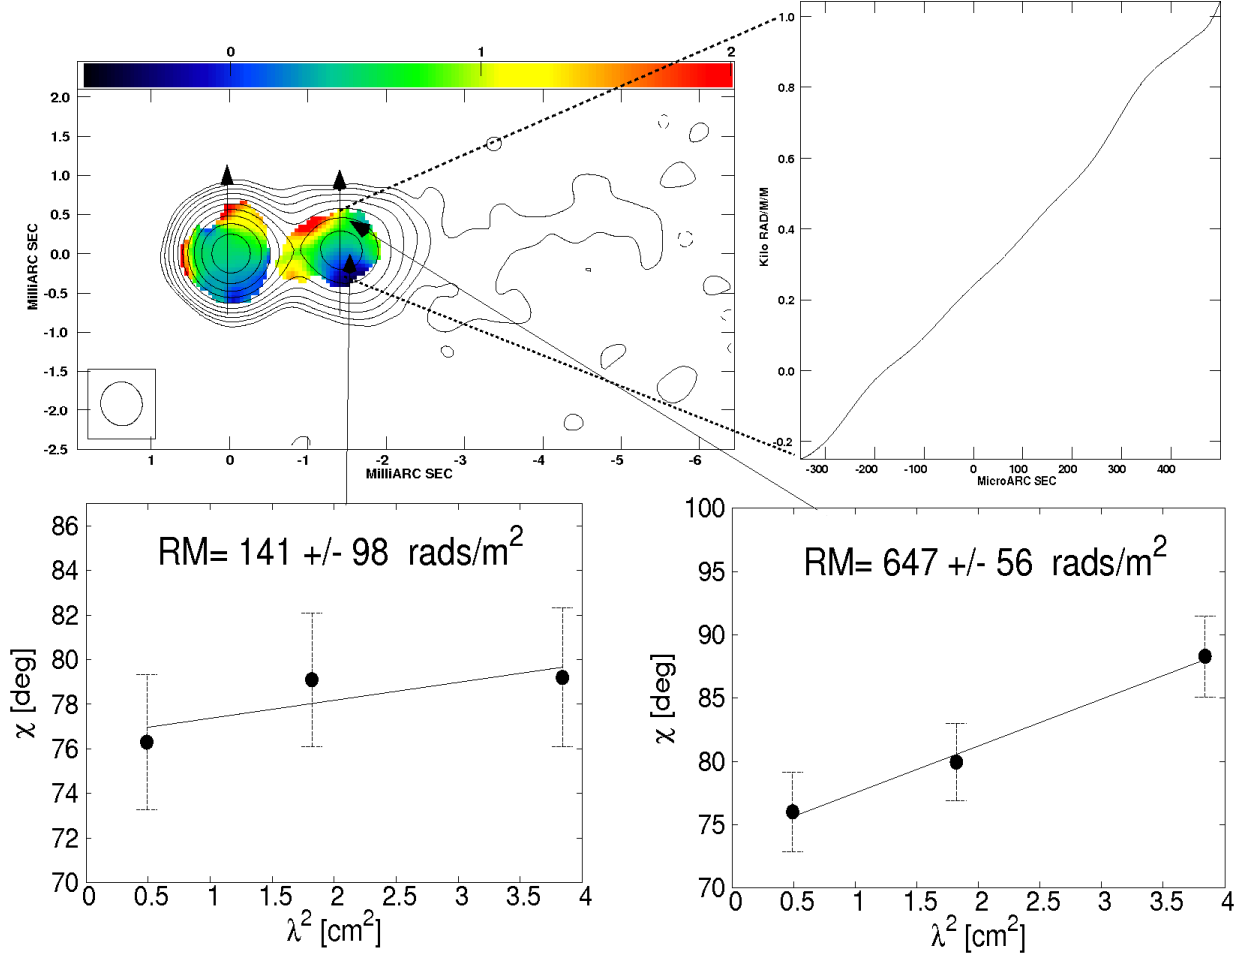 0 1 2
2.0
1.5
1.0
0.5
0.0
-0.5
-1.0
-1.5
-2.0
-2.5
MilliARC SEC
1 0 -1 -2 -3 -4 -5 -6
MilliARC SEC
1.0
0.8
0.6
0.4
0.2
0.0
-0.2
Kilo RAD/M/M
-300 -200 -100 0 100 200 300 400
MicroARC SEC
RM= 141 +/- 98 rads/m²
86
84
82
80
78
76
74
72
70
χ [deg]
0 0.5 1 1.5 2 2.5 3 3.5 4
λ² [cm²]
RM= 647 +/- 56 rads/m²
100
95
90
85
80
75
70
χ [deg]
0 0.5 1 1.5 2 2.5 3 3.5 4
λ² [cm²]